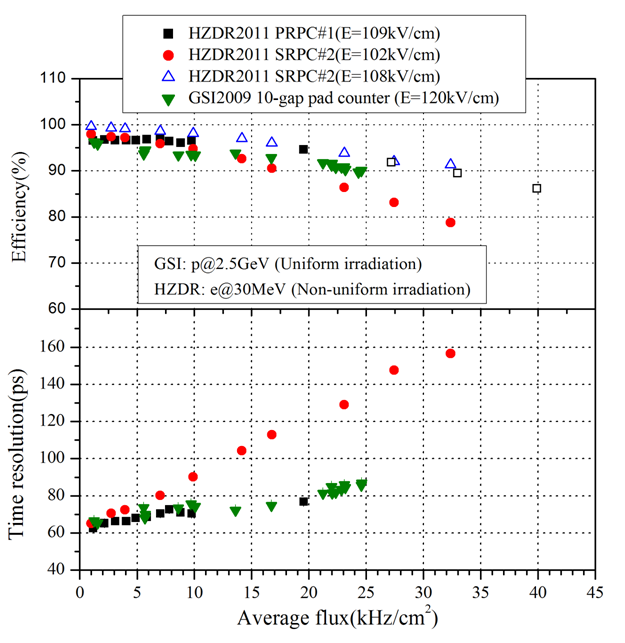 HZDR2011 PRPC#1(E=109kV/cm)
HZDR2011 SRPC#2(E=102kV/cm)
HZDR2011 SRPC#2(E=108kV/cm)
GSI2009 10-gap pad counter (E=120kV/cm)
110
100
90
80
70
60
Efficiency(%)
GSI: p@2.5GeV (Uniform irradiation)
HZDR: e@30MeV (Non-uniform irradiation)
160
140
120
100
80
60
40
Time resolution(ps)
0 5 10 15 20 25 30 35 40 45
Average flux(kHz/cm²)